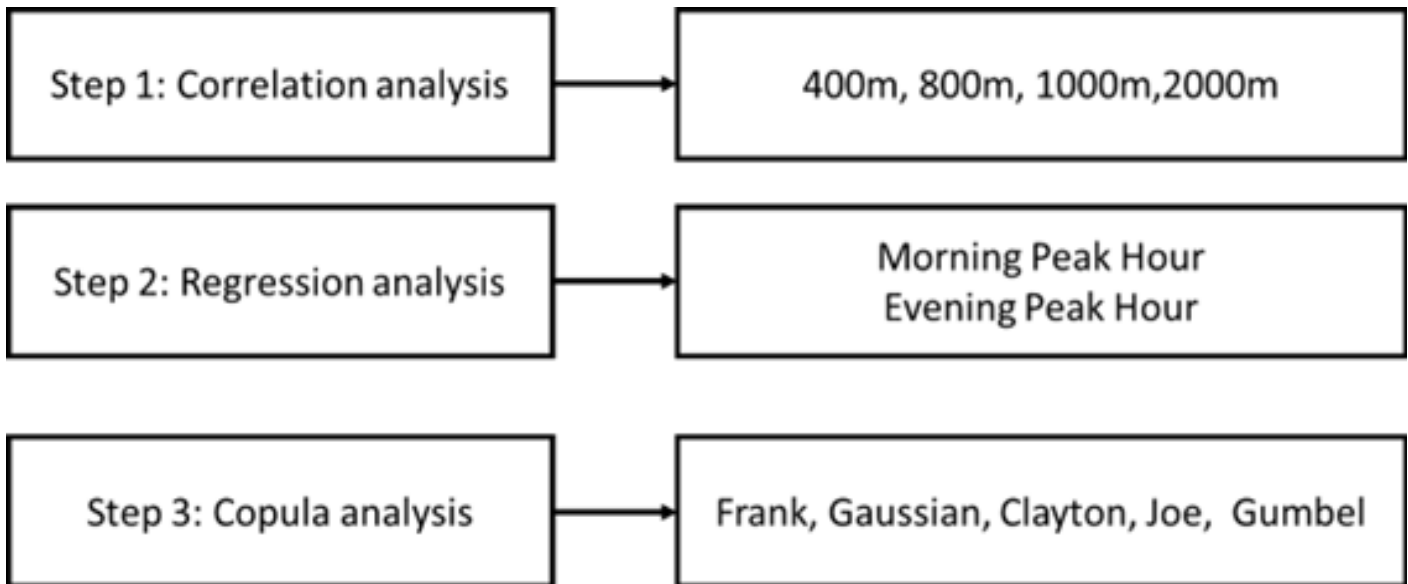 Step 1: Correlation analysis
400m, 800m, 1000m,2000m
Step 2: Regression analysis
Morning Peak Hour
Evening Peak Hour
Step 3: Copula analysis
Frank, Gaussian, Clayton, Joe, Gumbel